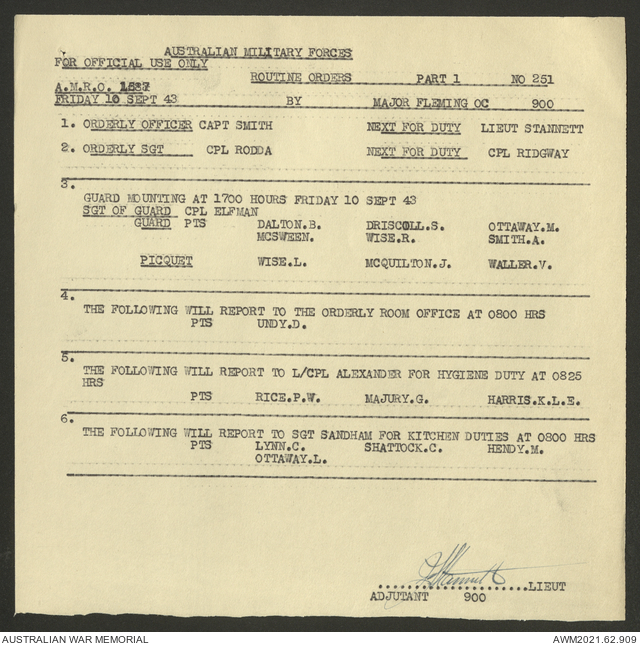 AUSTRALIAN MILITARY FORCES
FOR OFFICIAL USE ONLY
ROUTINE ORDERS PART 1 NO 251
A.M.R.O. 1537
FRIDAY 10 SEPT 43 BY MAJOR FLEMING OC 900
1. ORDERLY OFFICER CAPT SMITH NEXT FOR DUTY LIEUT STANNETT
2. ORDERLY SGT CPL RODDA NEXT FOR DUTY CPL RIDGWAY
3.
GUARD MOUNTING AT 1700 HOURS FRIDAY 10 SEPT 43
SGT OF GUARD CPL ELFMAN
GUARD PTS DALTON.B. DRISCOLL.S. OTTAWAY.M.
MCSWEEN. WISE.R. SMITH.A.
PICQUET WISE.L. MCQUILTON.J. WALLER.V.
4.
THE FOLLOWING WILL REPORT TO THE ORDERLY ROOM OFFICE AT 0800 HRS
PTS UNDY.D.
5.
THE FOLLOWING WILL REPORT TO L/CPL ALEXANDER FOR HYGIENE DUTY AT 0825
HRS
PTS RICE.P.W. MAJURY.G. HARRIS.K.L.E.
6.
THE FOLLOWING WILL REPORT TO SGT SANDHAM FOR KITCHEN DUTIES AT 0800 HRS
PTS LYNN.C. SHATTOCK.C. HENDY.M.
OTTAWAY.L.
Stannett
......................LIEUT
ADJUTANT 900
AUSTRALIAN WAR MEMORIAL AWM2021.62.909